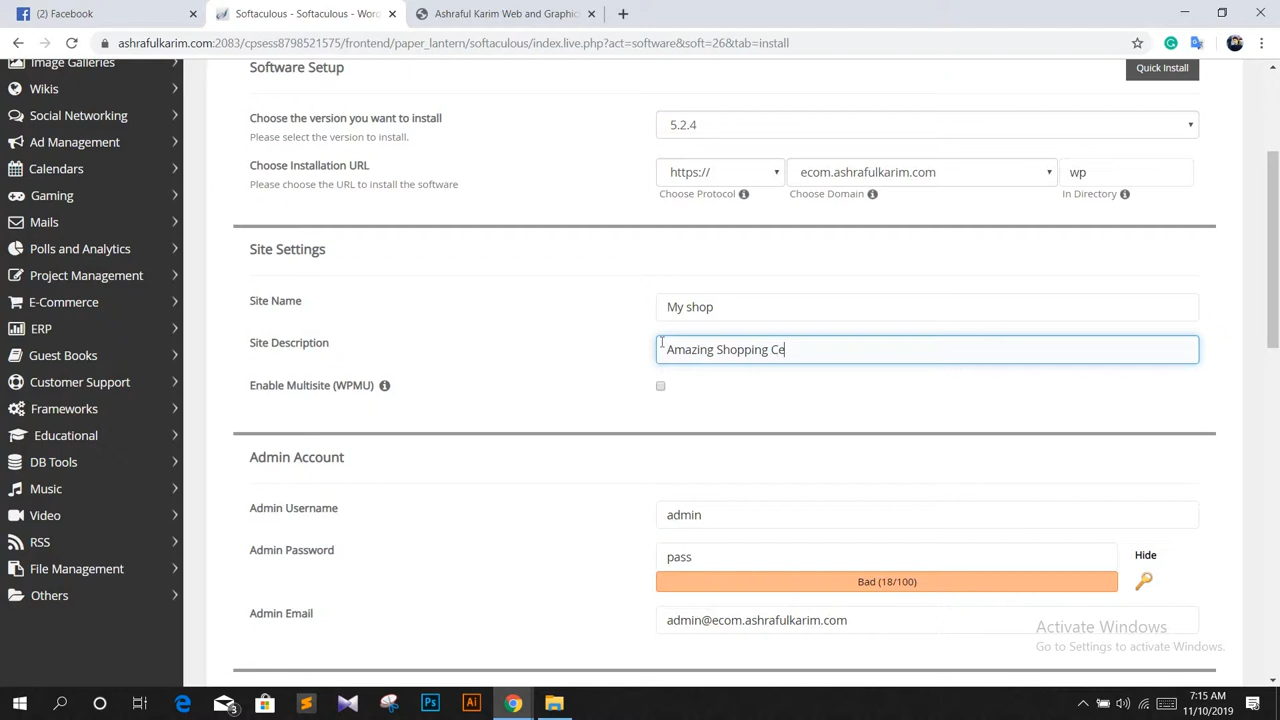 (2) Facebook
Softaculous - Softaculous - Wor
Ashraful Karim Web and Graphic
ashrafulkarim.com:2083/cpsess8798521575/frontend/paper_lantern/softaculous/index.live.php?act=software&soft=26&tab=install
Image Galleries
Wikis
Social Networking
Ad Management
Calendars
Gaming
Mails
Polls and Analytics
Project Management
E-Commerce
ERP
Guest Books
Customer Support
Frameworks
Educational
DB Tools
Music
Video
RSS
File Management
Others
Software Setup
Quick Install
Choose the version you want to install
Please select the version to install.
5.2.4
Choose Installation URL
Please choose the URL to install the software
https://
ecom.ashrafulkarim.com
wp
Choose Protocol
Choose Domain
In Directory
Site Settings
Site Name
My shop
Site Description
Amazing Shopping Ce
Enable Multisite (WPMU)
Admin Account
Admin Username
admin
Admin Password
pass
Hide
Bad (18/100)
Admin Email
admin@ecom.ashrafulkarim.com
Activate Windows
Go to Settings to activate Windows.
3
Ps
Ai
7:15 AM
11/10/2019